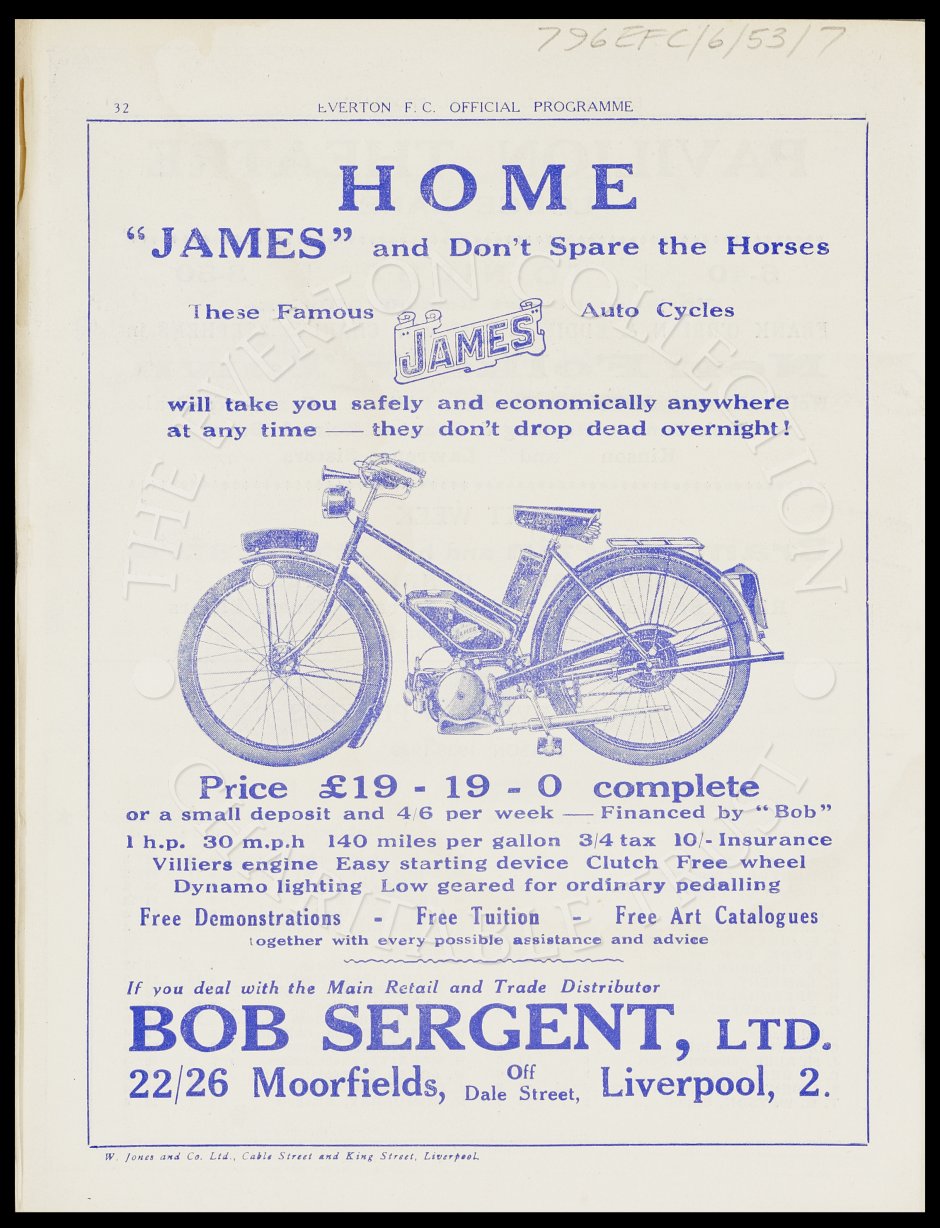 796EFC/6/53/7
32 EVERTON F. C. OFFICIAL PROGRAMME
HOME
“JAMES” and Don't Spare the Horses
These Famous "JAMES" Auto Cycles
will take you safely and economically anywhere
at any time — they don't drop dead overnight!
JAMES
Price £19 - 19 - 0 complete
or a small deposit and 4/6 per week — Financed by “Bob”
1 h.p. 30 m.p.h 140 miles per gallon 3/4 tax 10/- Insurance
Villiers engine Easy starting device Clutch Free wheel
Dynamo lighting Low geared for ordinary pedalling
Free Demonstrations - Free Tuition - Free Art Catalogues
together with every possible assistance and advice
If you deal with the Main Retail and Trade Distributor
BOB SERGENT, LTD.
22/26 Moorfields, Off Dale Street, Liverpool, 2.
W. Jones and Co. Ltd., Cable Street and King Street, Liverpool.
THE EVERTON COLLECTION
CHARITABLE TRUST